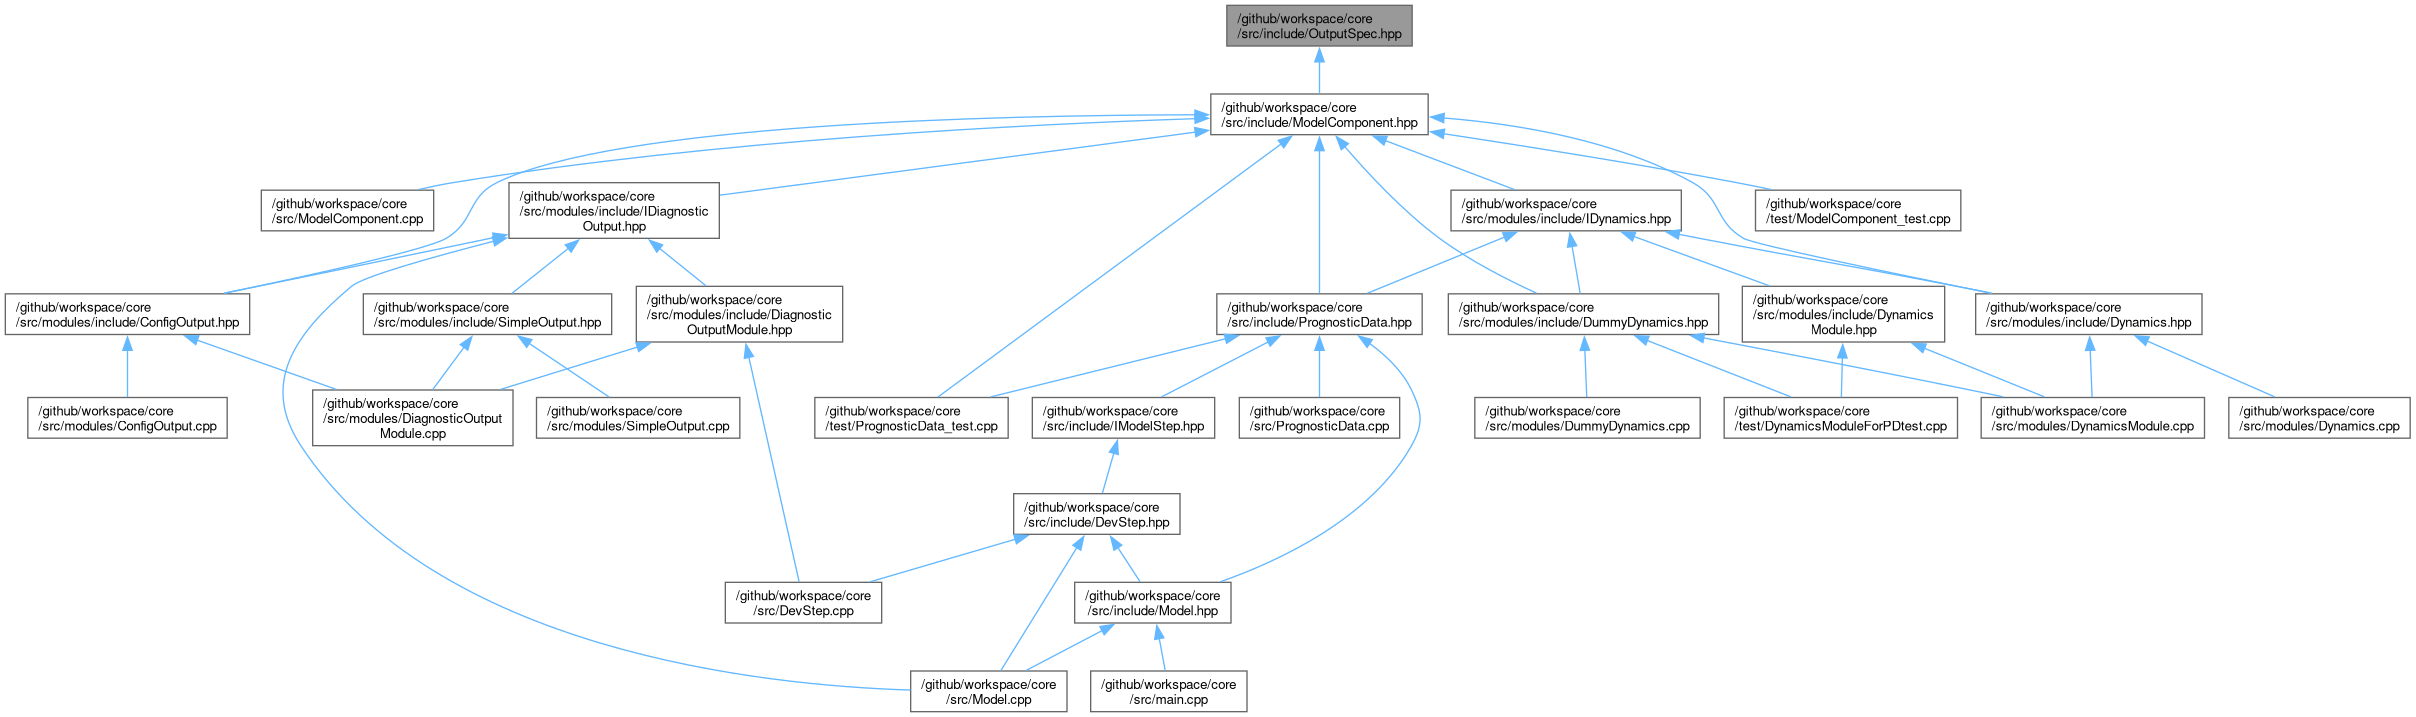 /github/workspace/core
/src/include/OutputSpec.hpp
/github/workspace/core
/src/include/ModelComponent.hpp
/github/workspace/core
/src/ModelComponent.cpp
/github/workspace/core
/src/modules/include/IDiagnostic
Output.hpp
/github/workspace/core
/src/modules/include/IDynamics.hpp
/github/workspace/core
/test/ModelComponent_test.cpp
/github/workspace/core
/src/modules/include/ConfigOutput.hpp
/github/workspace/core
/src/modules/include/SimpleOutput.hpp
/github/workspace/core
/src/modules/include/Diagnostic
OutputModule.hpp
/github/workspace/core
/src/include/PrognosticData.hpp
/github/workspace/core
/src/modules/include/DummyDynamics.hpp
/github/workspace/core
/src/modules/include/Dynamics
Module.hpp
/github/workspace/core
/src/modules/include/Dynamics.hpp
/github/workspace/core
/src/modules/ConfigOutput.cpp
/github/workspace/core
/src/modules/DiagnosticOutput
Module.cpp
/github/workspace/core
/src/modules/SimpleOutput.cpp
/github/workspace/core
/test/PrognosticData_test.cpp
/github/workspace/core
/src/include/IModelStep.hpp
/github/workspace/core
/src/PrognosticData.cpp
/github/workspace/core
/src/modules/DummyDynamics.cpp
/github/workspace/core
/test/DynamicsModuleForPDtest.cpp
/github/workspace/core
/src/modules/DynamicsModule.cpp
/github/workspace/core
/src/modules/Dynamics.cpp
/github/workspace/core
/src/include/DevStep.hpp
/github/workspace/core
/src/DevStep.cpp
/github/workspace/core
/src/include/Model.hpp
/github/workspace/core
/src/Model.cpp
/github/workspace/core
/src/main.cpp